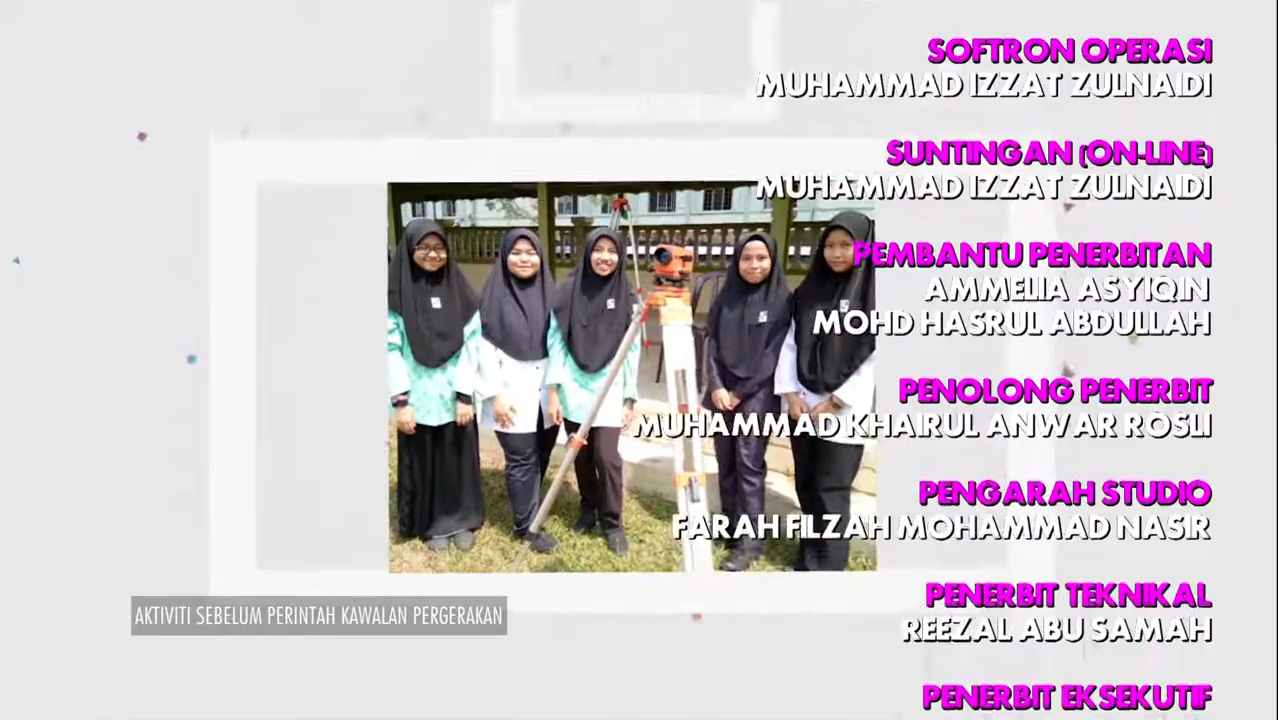 SOFTRON OPERASI
MUHAMMAD IZZAT ZULNAIDI
SUNTINGAN (ON-LINE)
MUHAMMAD IZZAT ZULNAIDI
PEMBANTU PENERBITAN
AMMELIA ASYIQIN
MOHD HASRUL ABDULLAH
PENOLONG PENERBIT
MUHAMMAD KHAIRUL ANWAR ROSLI
PENGARAH STUDIO
FARAH FILZAH MOHAMMAD NASIR
PENERBIT TEKNIKAL
REEZAL ABU SAMAH
PENERBIT EKSEKUTIF
AKTIVITI SEBELUM PERINTAH KAWALAN PERGERAKAN